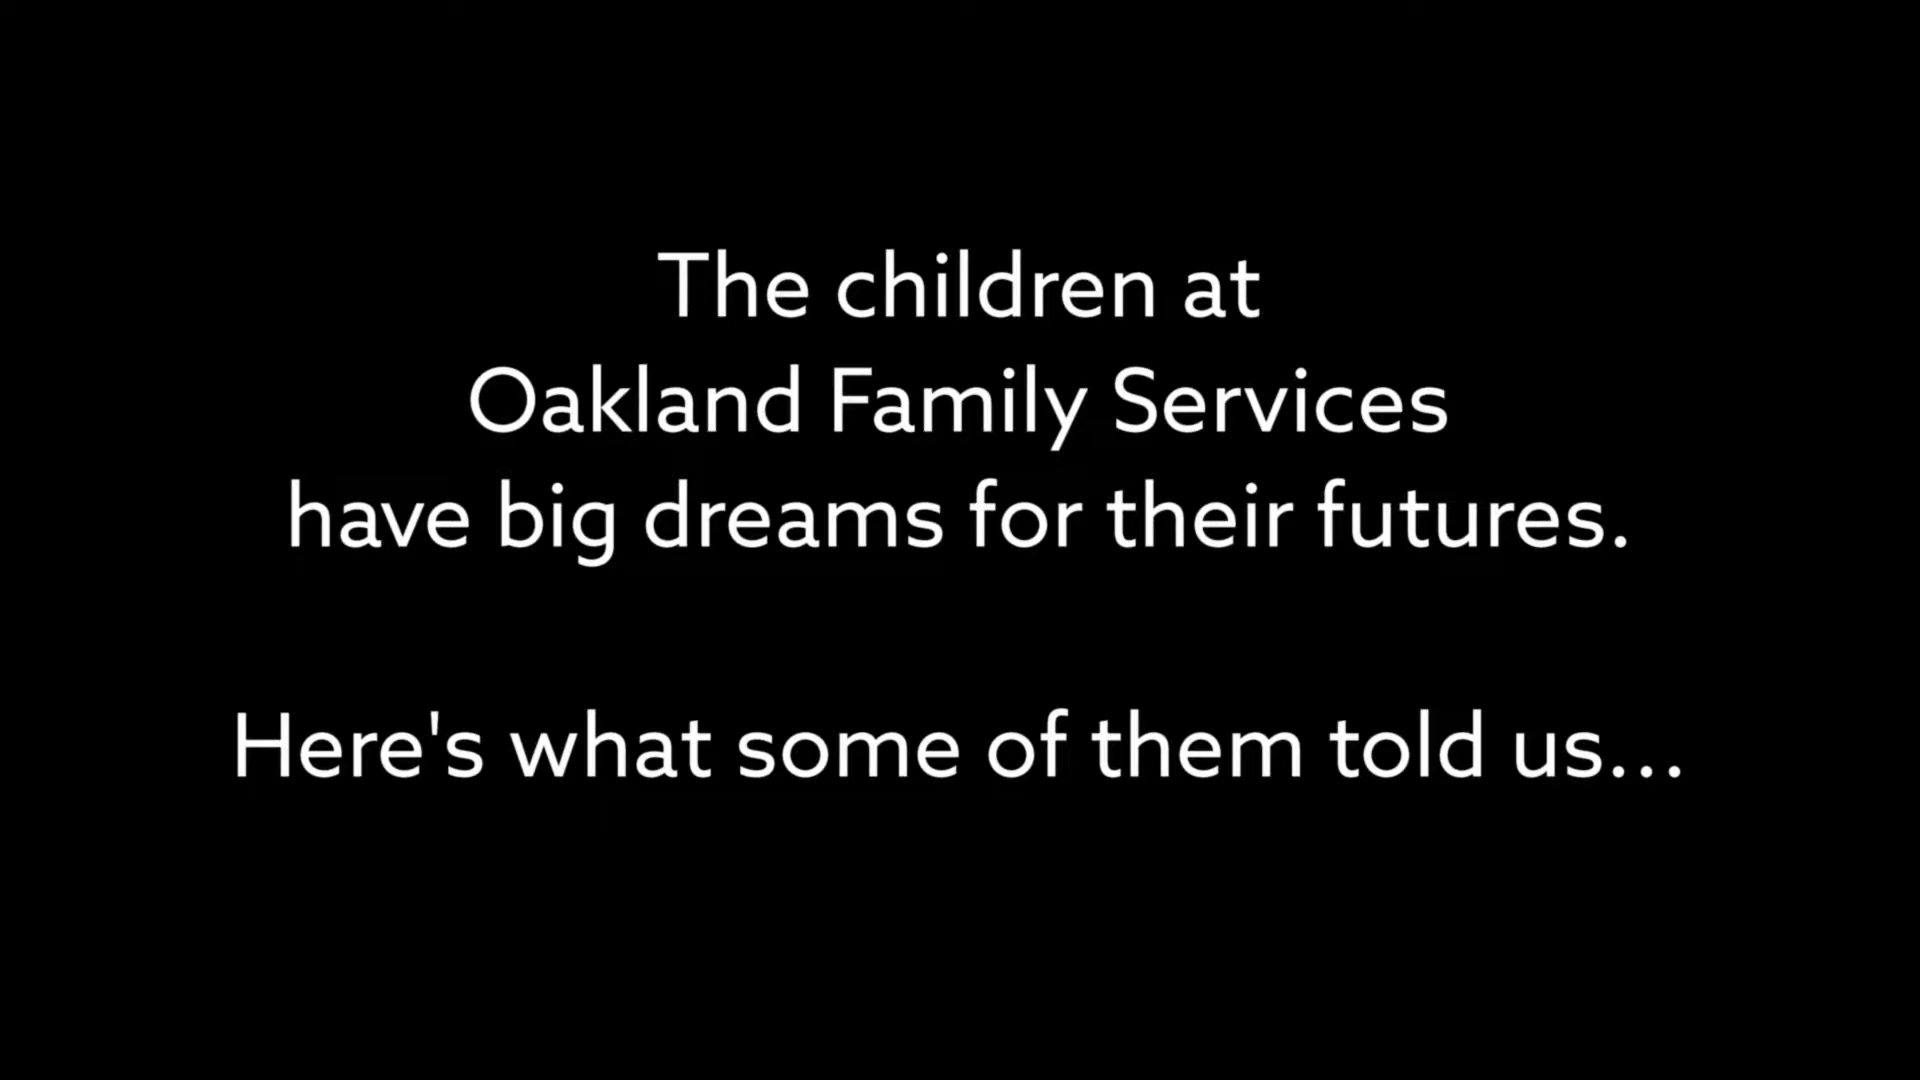 The children at
Oakland Family Services
have big dreams for their futures.
Here's what some of them told us...